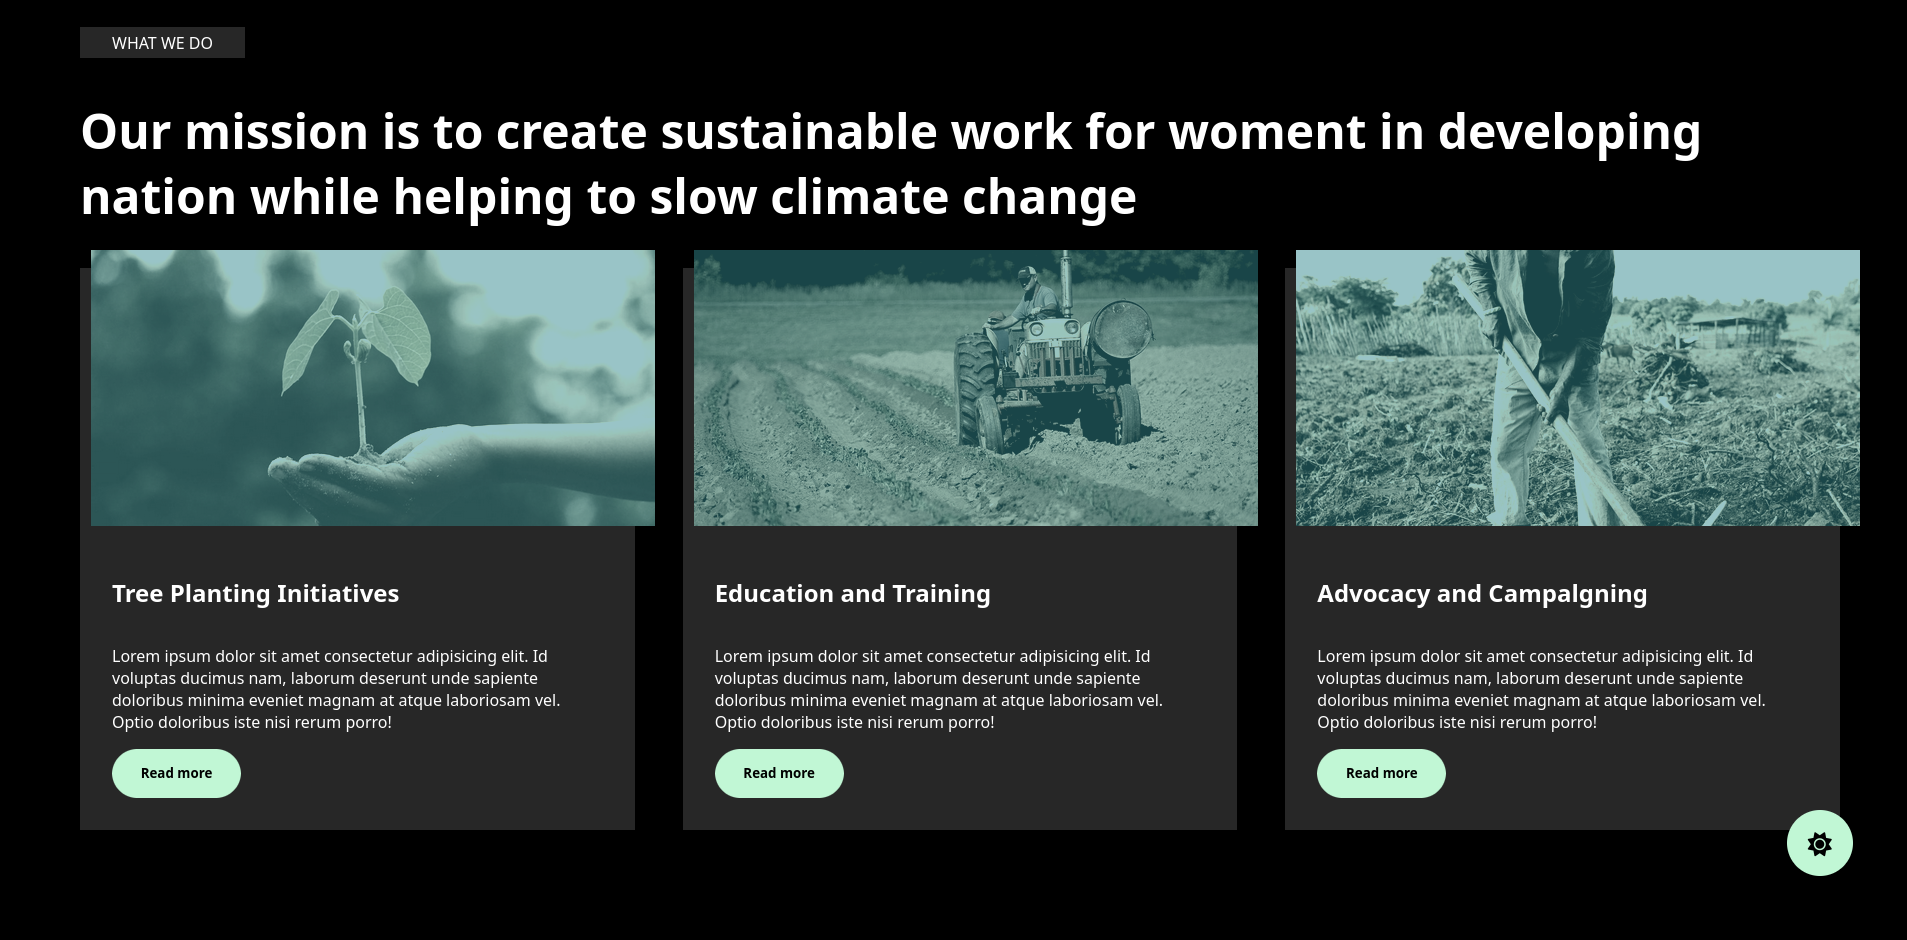 WHAT WE DO
Our mission is to create sustainable work for woment in developing
nation while helping to slow climate change
Tree Planting Initiatives
Lorem ipsum dolor sit amet consectetur adipisicing elit. Id
voluptas ducimus nam, laborum deserunt unde sapiente
doloribus minima eveniet magnam at atque laboriosam vel.
Optio doloribus iste nisi rerum porro!
Read more
Education and Training
Lorem ipsum dolor sit amet consectetur adipisicing elit. Id
voluptas ducimus nam, laborum deserunt unde sapiente
doloribus minima eveniet magnam at atque laboriosam vel.
Optio doloribus iste nisi rerum porro!
Read more
Advocacy and Campalgning
Lorem ipsum dolor sit amet consectetur adipisicing elit. Id
voluptas ducimus nam, laborum deserunt unde sapiente
doloribus minima eveniet magnam at atque laboriosam vel.
Optio doloribus iste nisi rerum porro!
Read more